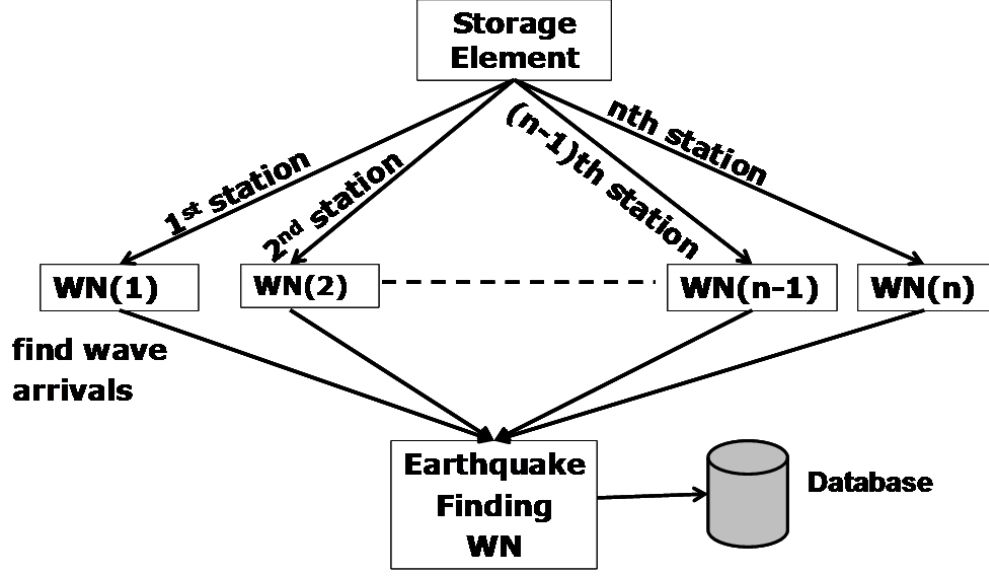 Storage
Element
1st station
2nd station
(n-1)th station
nth station
WN(1)
WN(2)
WN(n-1)
WN(n)
find wave
arrivals
Earthquake
Finding
WN
Database